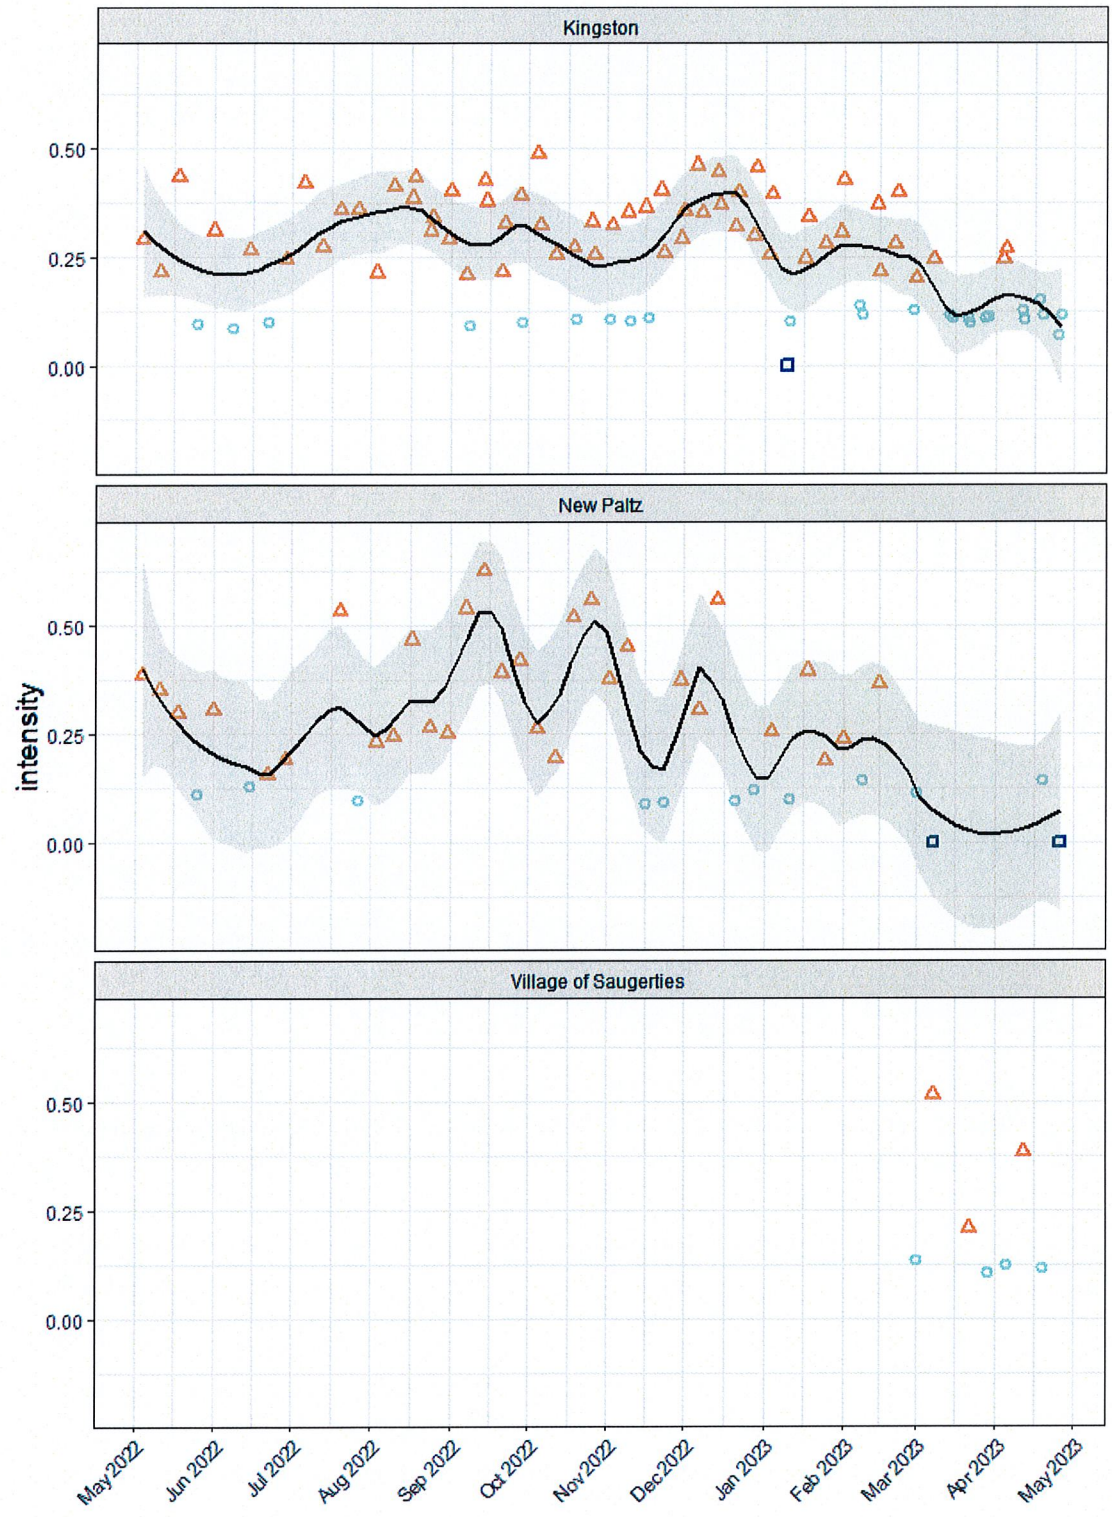 Kingston
0.50
0.25
0.00
New Paltz
0.50
0.25
0.00
intensity
Village of Saugerties
0.50
0.25
0.00
May 2022
Jun 2022
Jul 2022
Aug 2022
Sep 2022
Oct 2022
Nov 2022
Dec 2022
Jan 2023
Feb 2023
Mar 2023
Apr 2023
May 2023